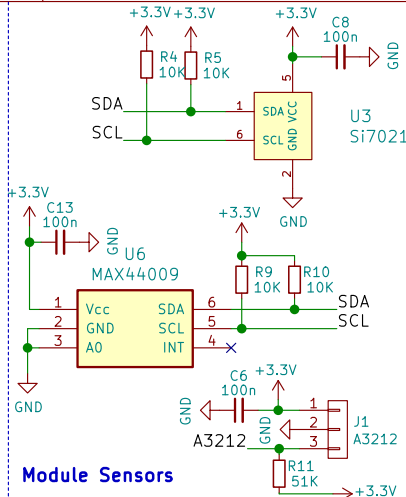 +3.3V +3.3V +3.3V
C8
100n
GND
R4 R5
10K 10K
5
SDA 1 SDA VCC
U3
SCL 6 SCL GND
Si7021
2
GND
+3.3V
C13
100n
GND
+3.3V
U6
MAX44009
R9 R10
10K 10K
1 Vcc SDA 6 SDA
2 GND SCL 5 SCL
3 A0 INT 4
GND
+3.3V
C6
100n
GND
GND
1
2
3
J1
A3212
A3212
R11
51K
+3.3V
Module Sensors